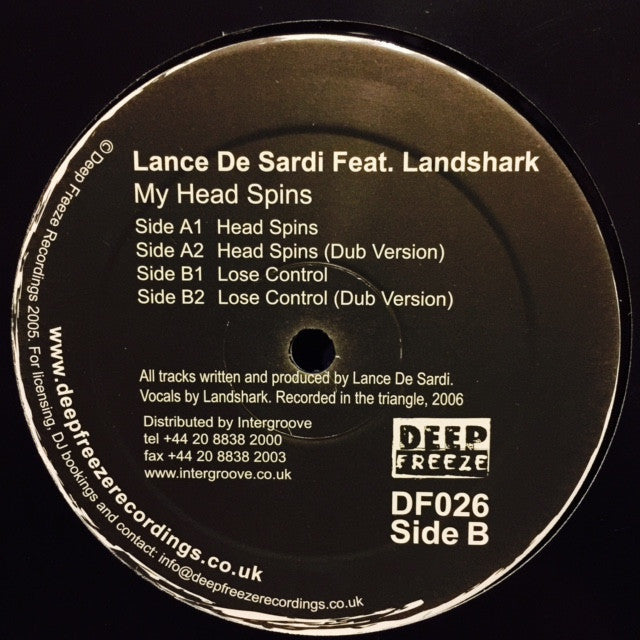 Lance De Sardi Feat. Landshark
My Head Spins
Side A1 Head Spins
Side A2 Head Spins (Dub Version)
Side B1 Lose Control
Side B2 Lose Control (Dub Version)
All tracks written and produced by Lance De Sardi.
Vocals by Landshark. Recorded in the triangle, 2006
Distributed by Intergroove
tel +44 20 8838 2000
fax +44 20 8838 2003
www.intergroove.co.uk
DEEP
FREEZE
DF026
Side B
www.deepfreezerecordings.co.uk
©Deep Freeze Recordings 2005. For licensing, DJ bookings and contact: info@deepfreezerecordings.co.uk